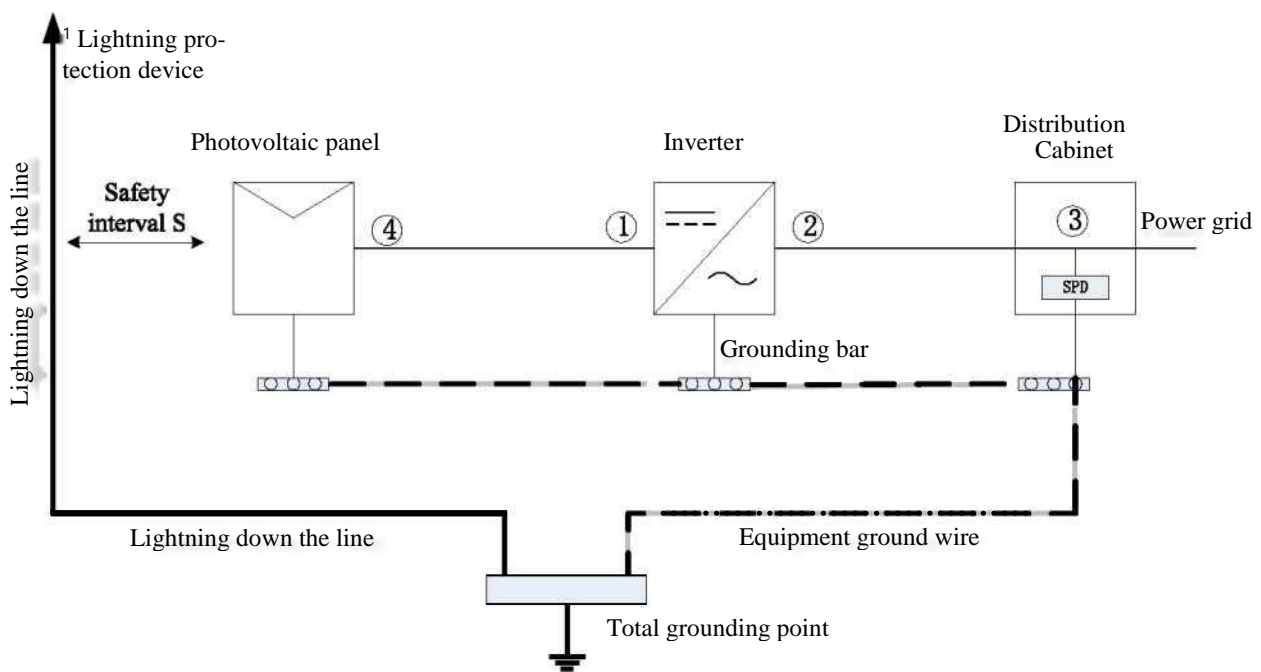 1 Lightning pro-
tection device
Photovoltaic panel
Inverter
Distribution
Cabinet
Lightning down the line
Safety
interval S
④
①
②
③
Power grid
SPD
Grounding bar
Lightning down the line
Equipment ground wire
Total grounding point